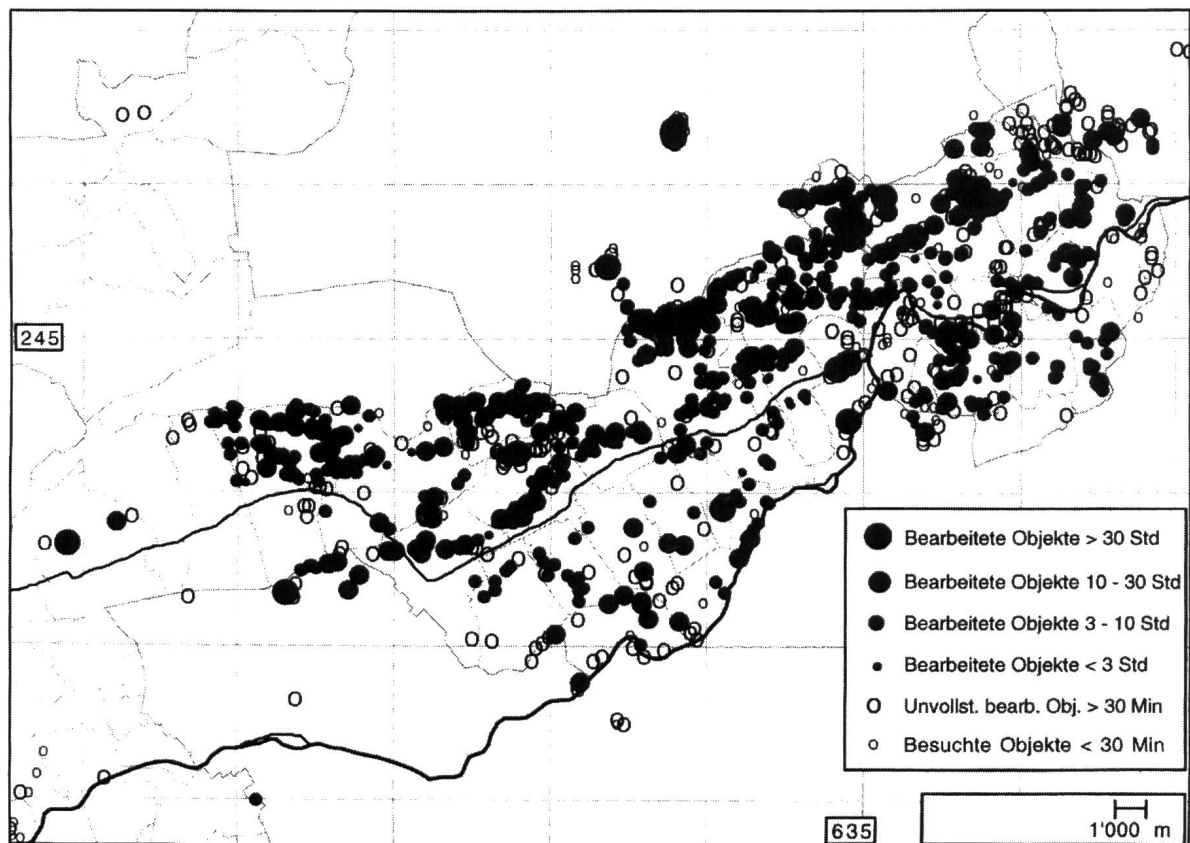 245
Bearbeitete Objekte > 30 Std
Bearbeitete Objekte 10 - 30 Std
Bearbeitete Objekte 3 - 10 Std
Bearbeitete Objekte < 3 Std
Unvollst. bearb. Obj. > 30 Min
Besuchte Objekte < 30 Min
635
1'000 m